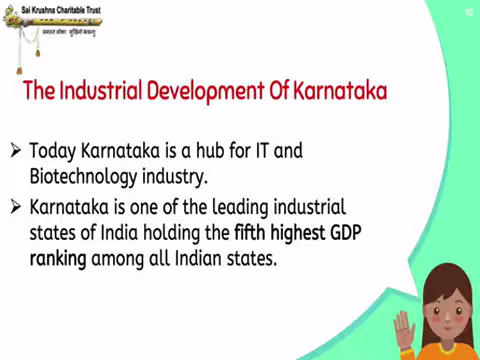 Sai Krushna Charitable Trust
समस्त लोकाः सुखिनो भवन्तु
10
The Industrial Development Of Karnataka
➢ Today Karnataka is a hub for IT and
Biotechnology industry.
➢ Karnataka is one of the leading industrial
states of India holding the fifth highest GDP
ranking among all Indian states.